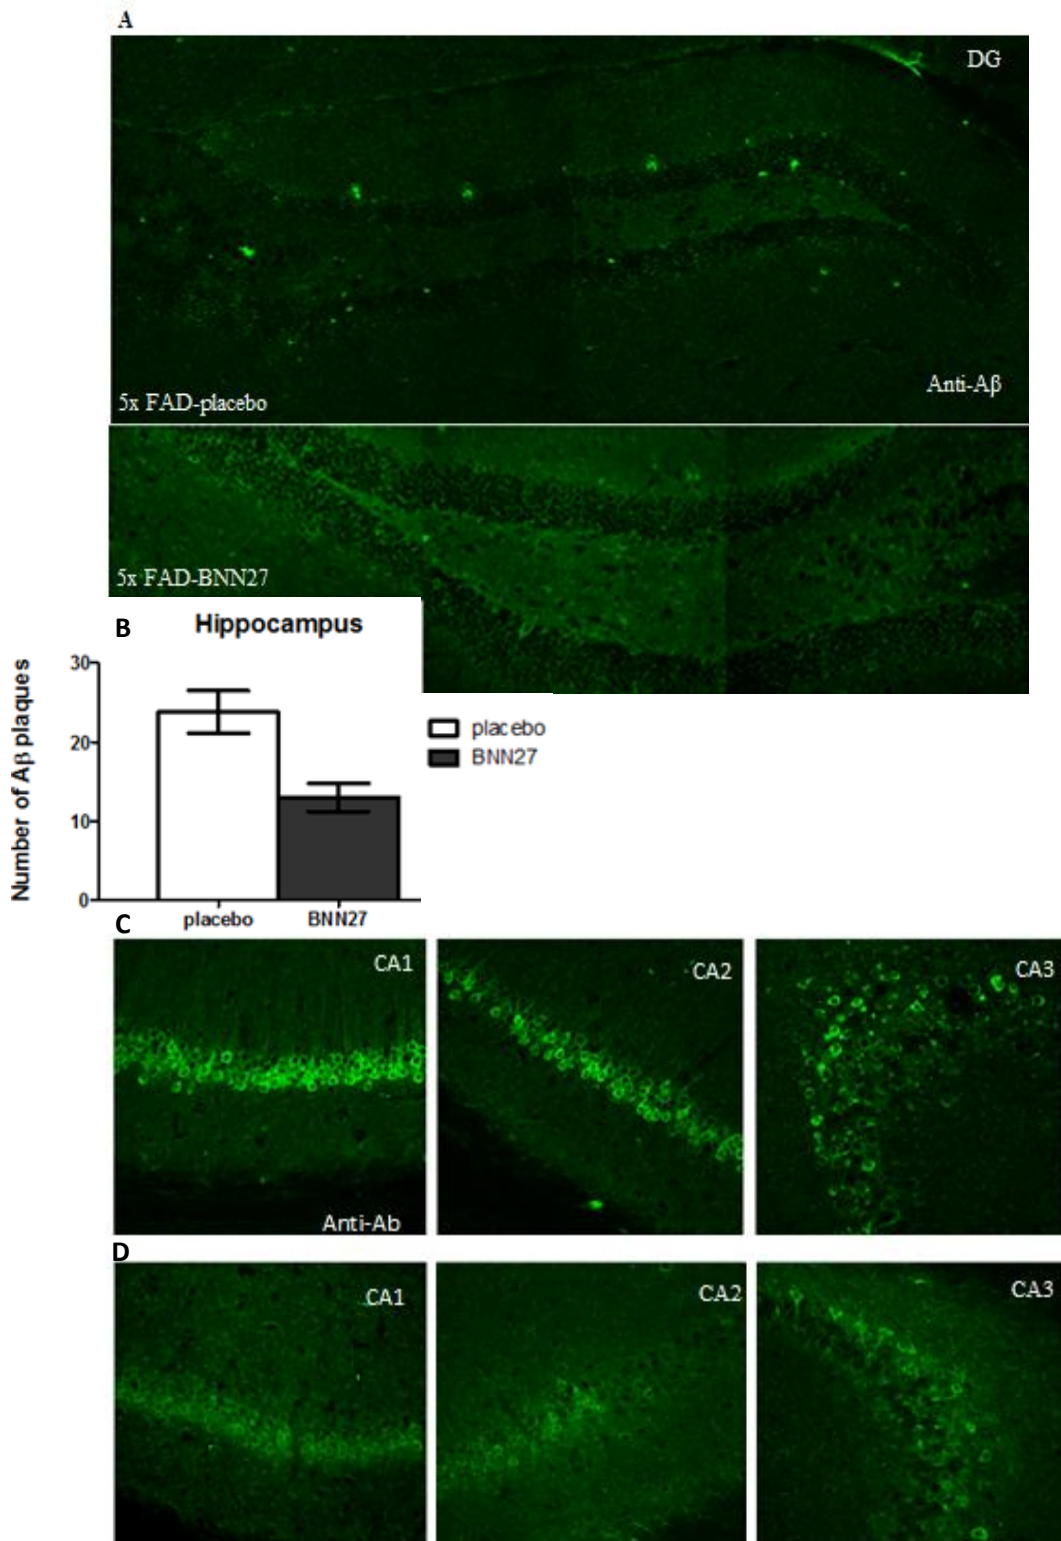 A
DG
Anti-Aβ
5x FAD-placebo
5x FAD-BNN27
B
Hippocampus
Number of Aβ plaques
30
20
10
0
placebo
BNN27
placebo
BNN27
C
CA1
CA2
CA3
Anti-Ab
D
CA1
CA2
CA3